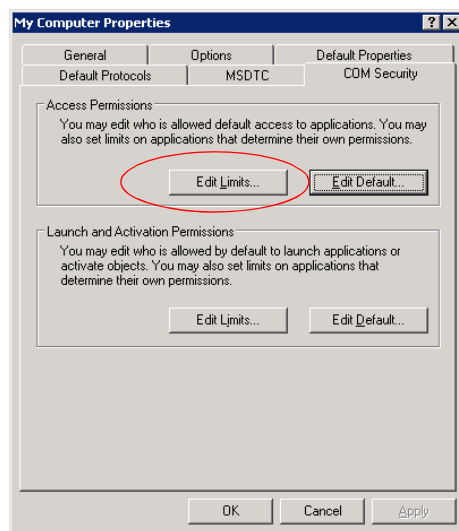 My Computer Properties
General Options Default Properties
Default Protocols MSDTC COM Security
Access Permissions
You may edit who is allowed default access to applications. You may
also set limits on applications that determine their own permissions.
Edit Limits... Edit Default...
Launch and Activation Permissions
You may edit who is allowed by default to launch applications or
activate objects. You may also set limits on applications that
determine their own permissions.
Edit Limits... Edit Default...
OK Cancel Apply